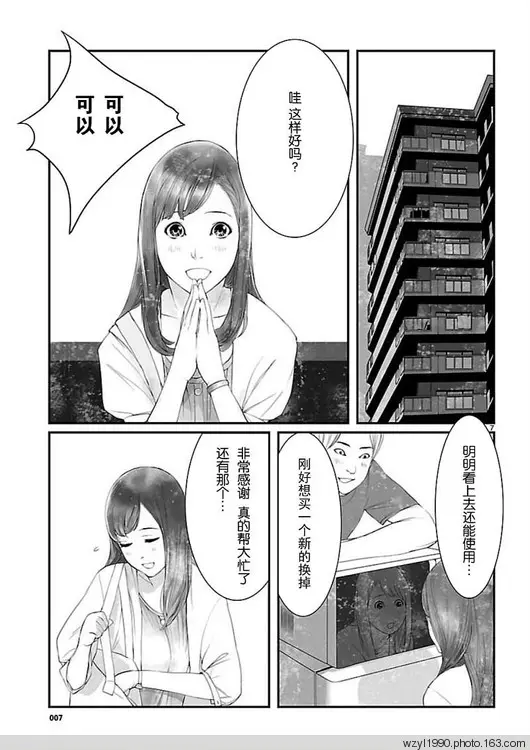 哇 这样好吗?
可以
可以
明明看上去还能使用…
刚好想买一个新的换掉
非常感谢 真的帮大忙了
还有那个…
7
007
wzyl1990.photo.163.com